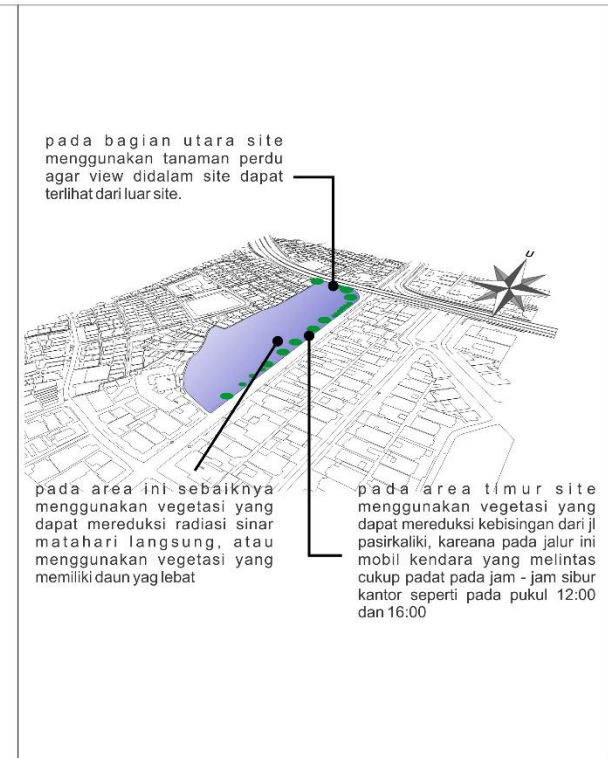 pada bagian utara site
menggunakan tanaman perdu
agar view didalam site dapat
terlihat dari luar site.
U
pada area ini sebaiknya
menggunakan vegetasi yang
dapat mereduksi radiasi sinar
matahari langsung, atau
menggunakan vegetasi yang
memiliki daun yag lebat
pada area timur site
menggunakan vegetasi yang
dapat mereduksi kebisingan dari jl
pasirkaliki, kareana pada jalur ini
mobil kendara yang melintas
cukup padat pada jam - jam sibur
kantor seperti pada pukul 12:00
dan 16:00